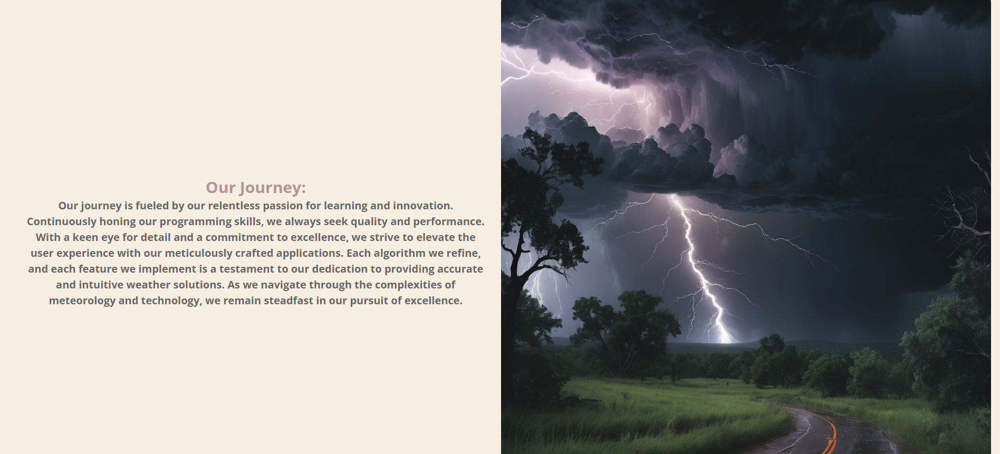 Our Journey:
Our journey is fueled by our relentless passion for learning and innovation.
Continuously honing our programming skills, we always seek quality and performance.
With a keen eye for detail and a commitment to excellence, we strive to elevate the
user experience with our meticulously crafted applications. Each algorithm we refine,
and each feature we implement is a testament to our dedication to providing accurate
and intuitive weather solutions. As we navigate through the complexities of
meteorology and technology, we remain steadfast in our pursuit of excellence.